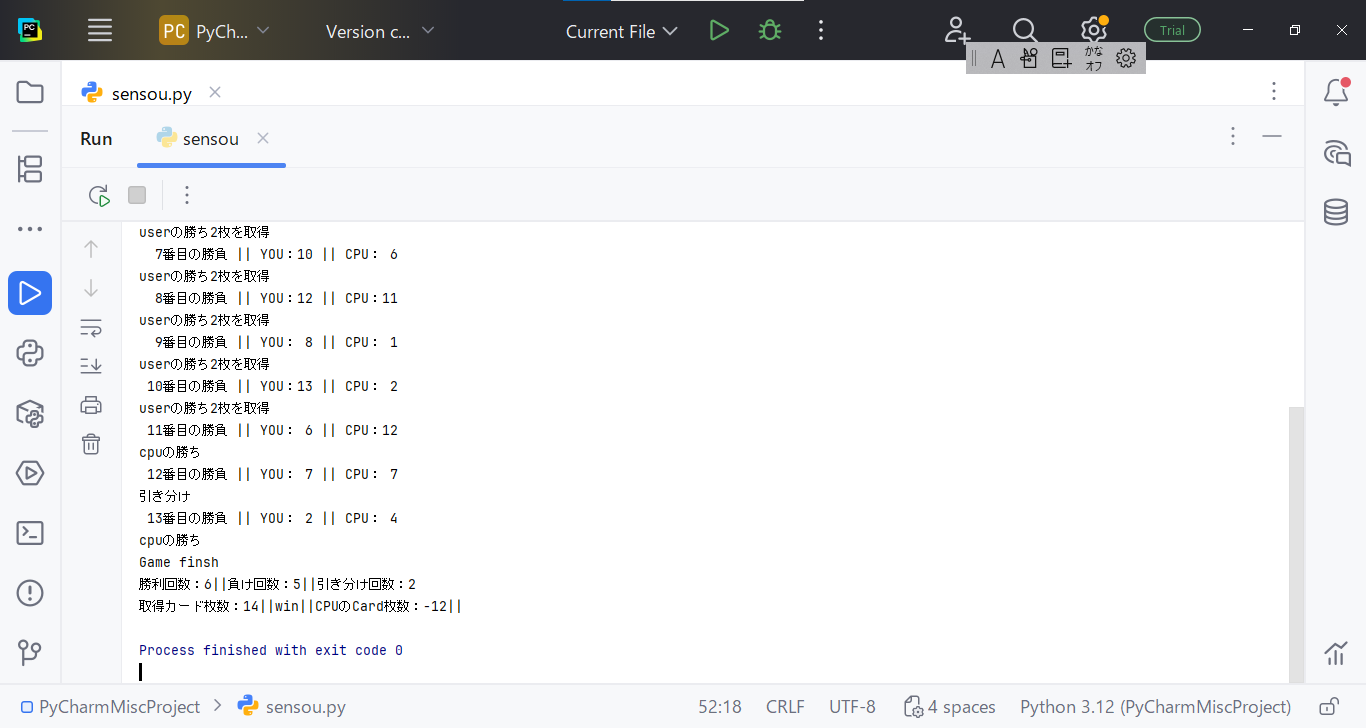 PC PyCh... Version c... Current File Trial
A かな
オフ
sensou.py
Run sensou
userの勝ち2枚を取得
7番目の勝負 || YOU：10 || CPU： 6
userの勝ち2枚を取得
8番目の勝負 || YOU：12 || CPU：11
userの勝ち2枚を取得
9番目の勝負 || YOU： 8 || CPU： 1
userの勝ち2枚を取得
10番目の勝負 || YOU：13 || CPU： 2
userの勝ち2枚を取得
11番目の勝負 || YOU： 6 || CPU：12
cpuの勝ち
12番目の勝負 || YOU： 7 || CPU： 7
引き分け
13番目の勝負 || YOU： 2 || CPU： 4
cpuの勝ち
Game finsh
勝利回数：6||負け回数：5||引き分け回数：2
取得カード枚数：14||win||CPUのCard枚数：-12||
Process finished with exit code 0
PyCharmMiscProject > sensou.py 52:18 CRLF UTF-8 4 spaces Python 3.12 (PyCharmMiscProject)